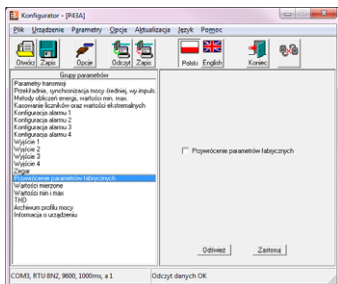 Konfigurator - [P43A]
Plik Urządzenie Parametry Opcje Aktualizacja Język Pomoc
Otwórz Zapis Opcje Odczyt Zapis Polski English Koniec
Grupy parametrów
Parametry transmisji
Przekładnie, synchronizacja mocy średniej, wy.impuls.
Metody obliczeń energii, wartości min. max.
Kasowanie liczników oraz wartości ekstremalnych
Konfiguracja alarmu 1
Konfiguracja alarmu 2
Konfiguracja alarmu 3
Konfiguracja alarmu 4
Wyjście 1
Wyjście 2
Wyjście 3
Wyjście 4
Zegar
Przywrócenie parametrów fabrycznych
Wartości mierzone
Wartości min i max
THD
Archiwum profilu mocy
Informacja o urządzeniu
Przywrócenie parametrów fabrycznych
Odśwież Zastosuj
COM3, RTU 8N2, 9600, 1000ms, a 1 Odczyt danych OK